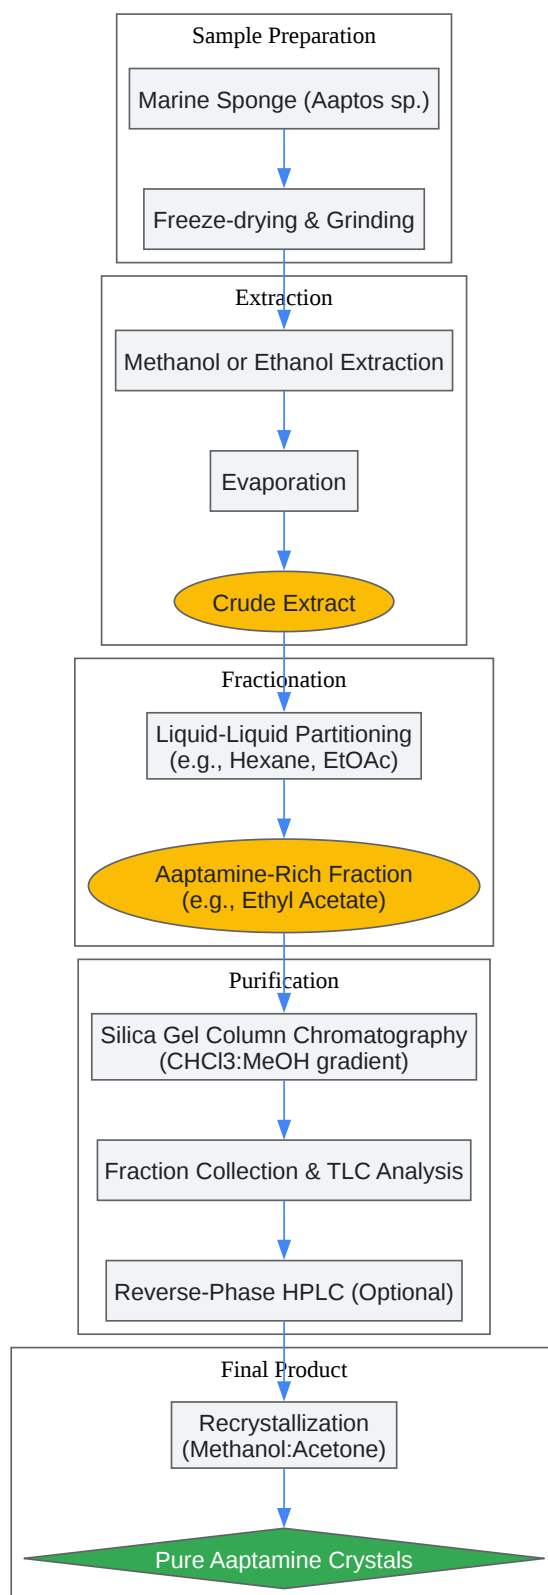 Sample Preparation
Marine Sponge (Aaptos sp.)
Freeze-drying & Grinding
Extraction
Methanol or Ethanol Extraction
Evaporation
Crude Extract
Fractionation
Liquid-Liquid Partitioning
(e.g., Hexane, EtOAc)
Aaptamine-Rich Fraction
(e.g., Ethyl Acetate)
Purification
Silica Gel Column Chromatography
(CHCl3:MeOH gradient)
Fraction Collection & TLC Analysis
Reverse-Phase HPLC (Optional)
Final Product
Recrystallization
(Methanol:Acetone)
Pure Aaptamine Crystals